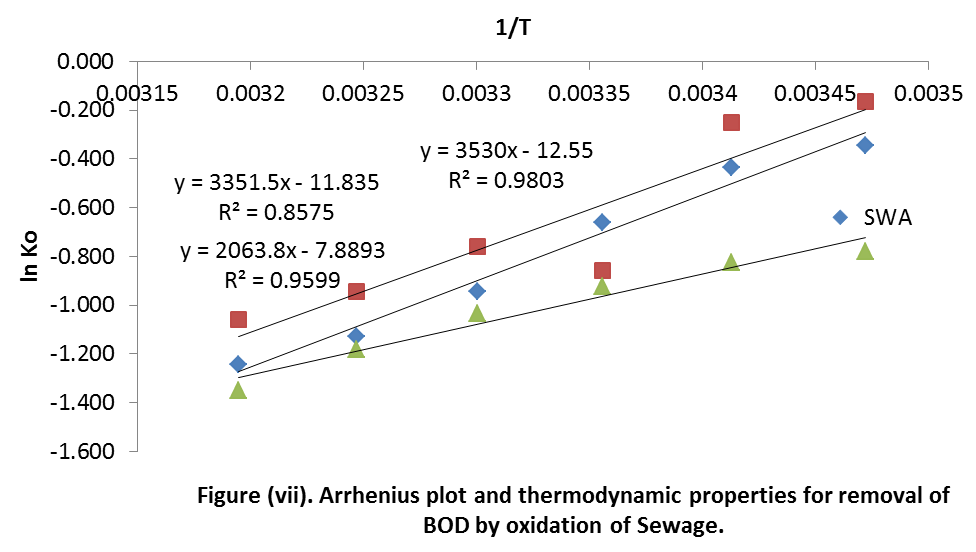 1/T
0.000
0.00315 0.0032 0.00325 0.0033 0.00335 0.0034 0.00345 0.0035
-0.200
-0.400
-0.600
-0.800
-1.000
-1.200
-1.400
-1.600
ln Ko
y = 3530x - 12.55
R² = 0.9803
y = 3351.5x - 11.835
R² = 0.8575
y = 2063.8x - 7.8893
R² = 0.9599
SWA
Figure (vii). Arrhenius plot and thermodynamic properties for removal of
BOD by oxidation of Sewage.